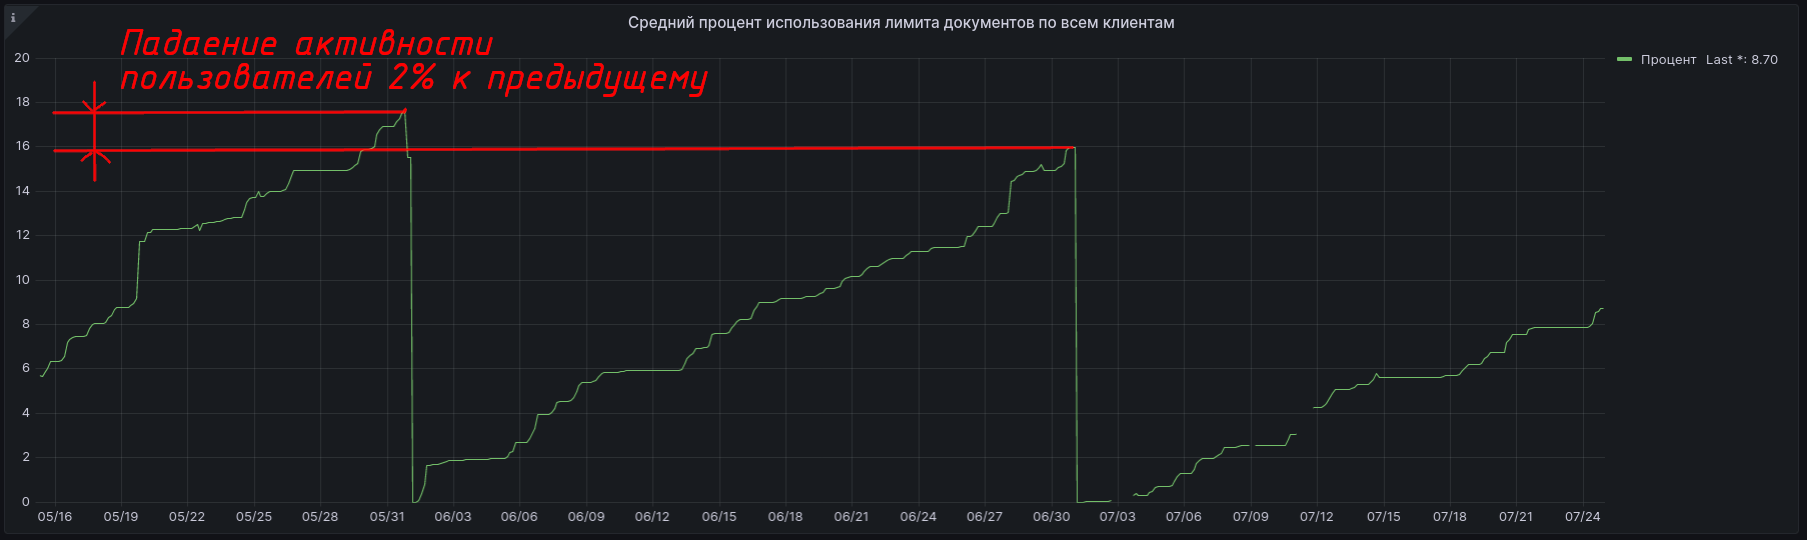 i
Средний процент использования лимита документов по всем клиентам
Падаение активности
пользователей 2% к предыдущему
Процент Last *: 8.70
20
18
16
14
12
10
8
6
4
2
0
05/16 05/19 05/22 05/25 05/28 05/31 06/03 06/06 06/09 06/12 06/15 06/18 06/21 06/24 06/27 06/30 07/03 07/06 07/09 07/12 07/15 07/18 07/21 07/24